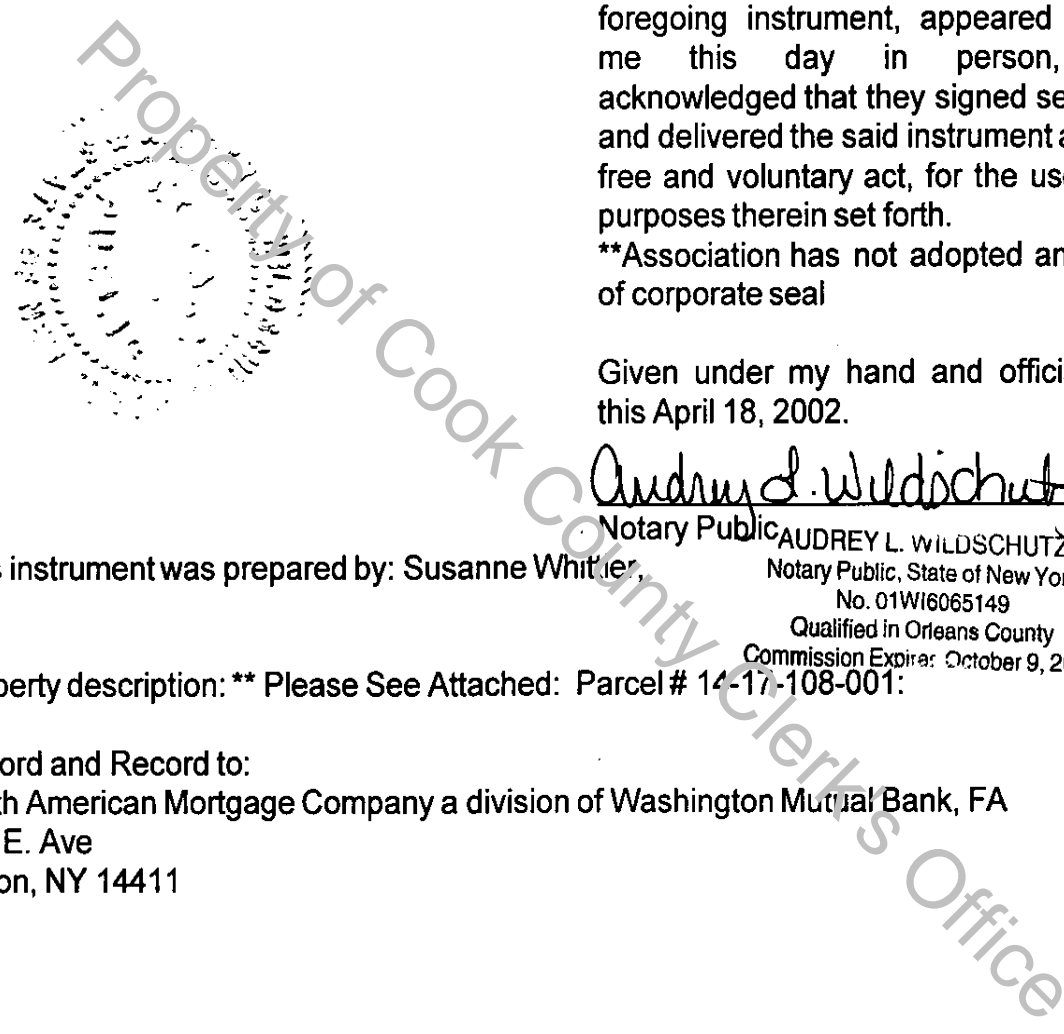 foregoing instrument, appeared
me this day in person,
acknowledged that they signed se
and delivered the said instrument a
free and voluntary act, for the us
purposes therein set forth.
**Association has not adopted an
of corporate seal
Given under my hand and offici
this April 18, 2002.
Audrey L. Wildschut
Notary Public
AUDREY L. WILDSCHUTZ
Notary Public, State of New Yor
No. 01WI6065149
Qualified in Orleans County
Commission Expires October 9, 2
s instrument was prepared by: Susanne Whittier,
perty description: ** Please See Attached: Parcel # 14-17-108-001:
ord and Record to:
th American Mortgage Company a division of Washington Mutual Bank, FA
E. Ave
on, NY 14411
Property of Cook County Clerk's Office